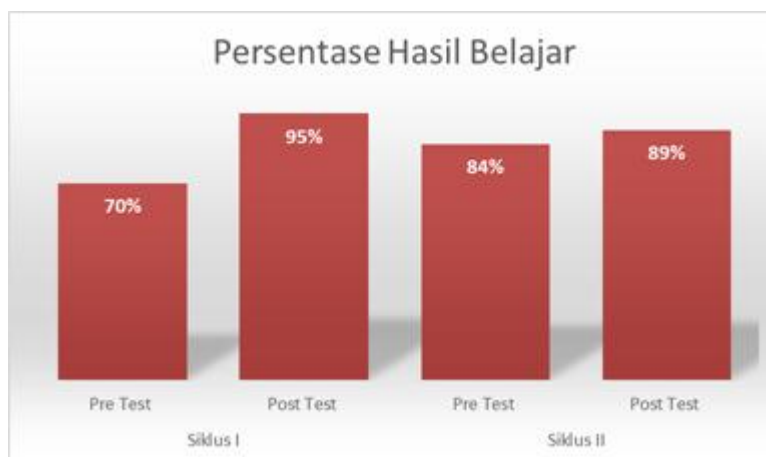 Persentase Hasil Belajar
70%
95%
84%
89%
Pre Test
Post Test
Pre Test
Post Test
Siklus I
Siklus II